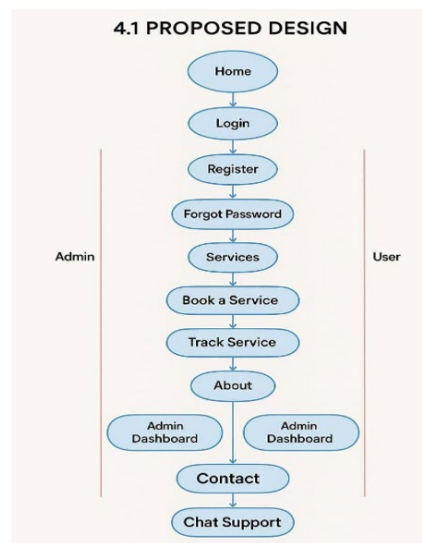 4.1 PROPOSED DESIGN
Home
Login
Register
Forgot Password
Admin
Services
User
Book a Service
Track Service
About
Admin
Dashboard
Admin
Dashboard
Contact
Chat Support